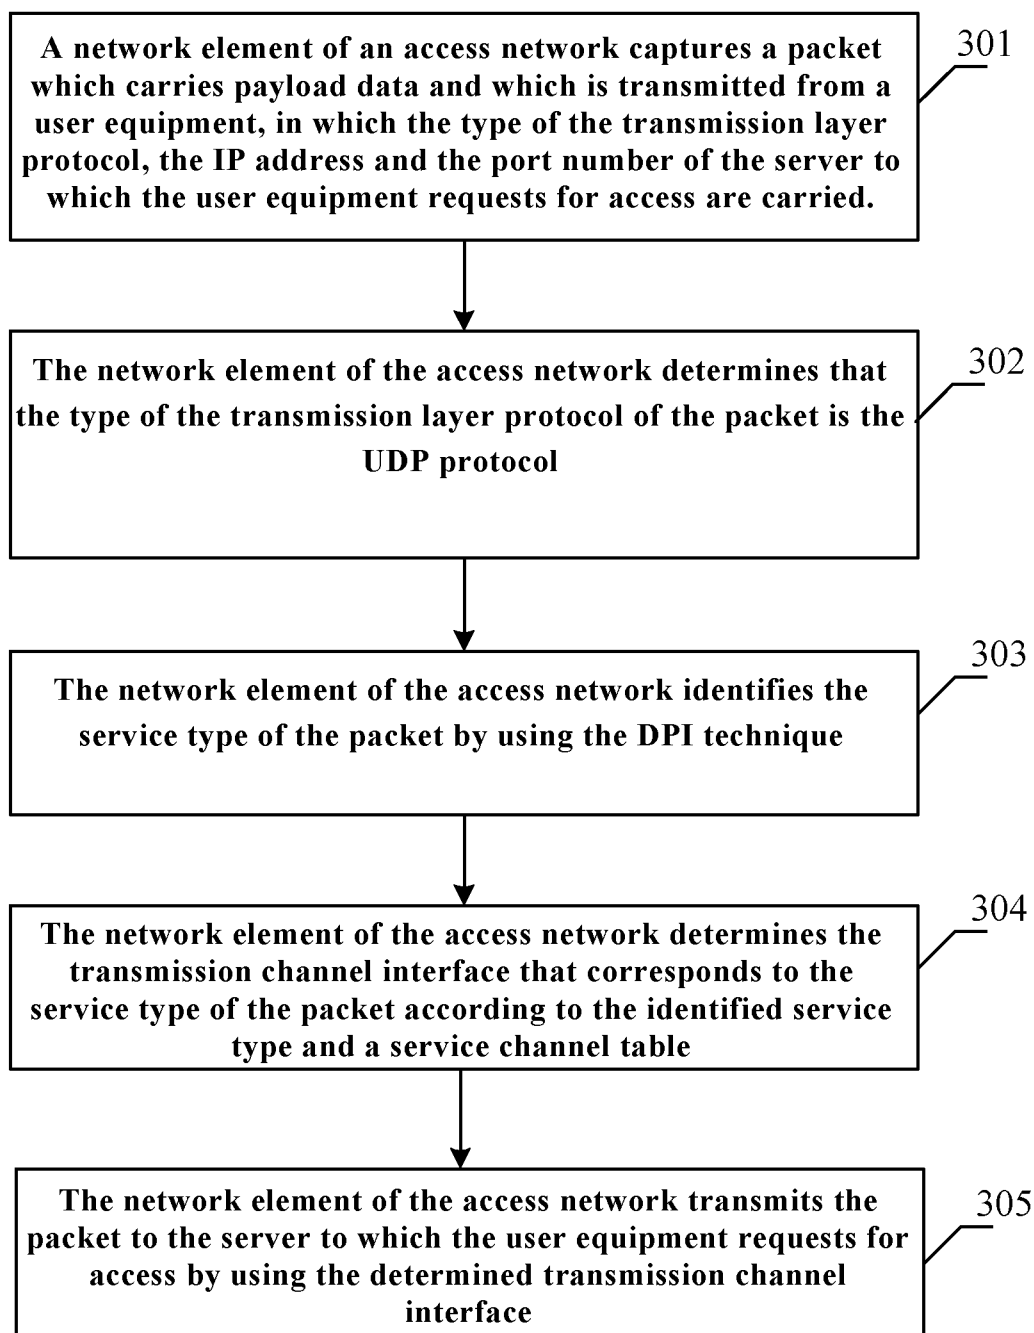 A network element of an access network captures a packet
which carries payload data and which is transmitted from a
user equipment, in which the type of the transmission layer
protocol, the IP address and the port number of the server to
which the user equipment requests for access are carried.
301
The network element of the access network determines that
the type of the transmission layer protocol of the packet is the
UDP protocol
302
The network element of the access network identifies the
service type of the packet by using the DPI technique
303
The network element of the access network determines the
transmission channel interface that corresponds to the
service type of the packet according to the identified service
type and a service channel table
304
The network element of the access network transmits the
packet to the server to which the user equipment requests for
access by using the determined transmission channel
interface
305